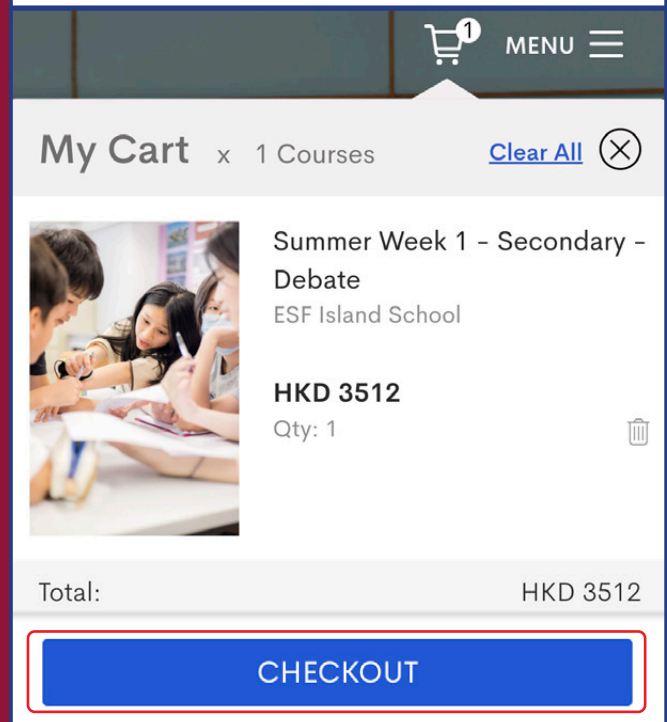 1
MENU
My Cart x 1 Courses Clear All
Summer Week 1 - Secondary -
Debate
ESF Island School
HKD 3512
Qty: 1
Total: HKD 3512
CHECKOUT